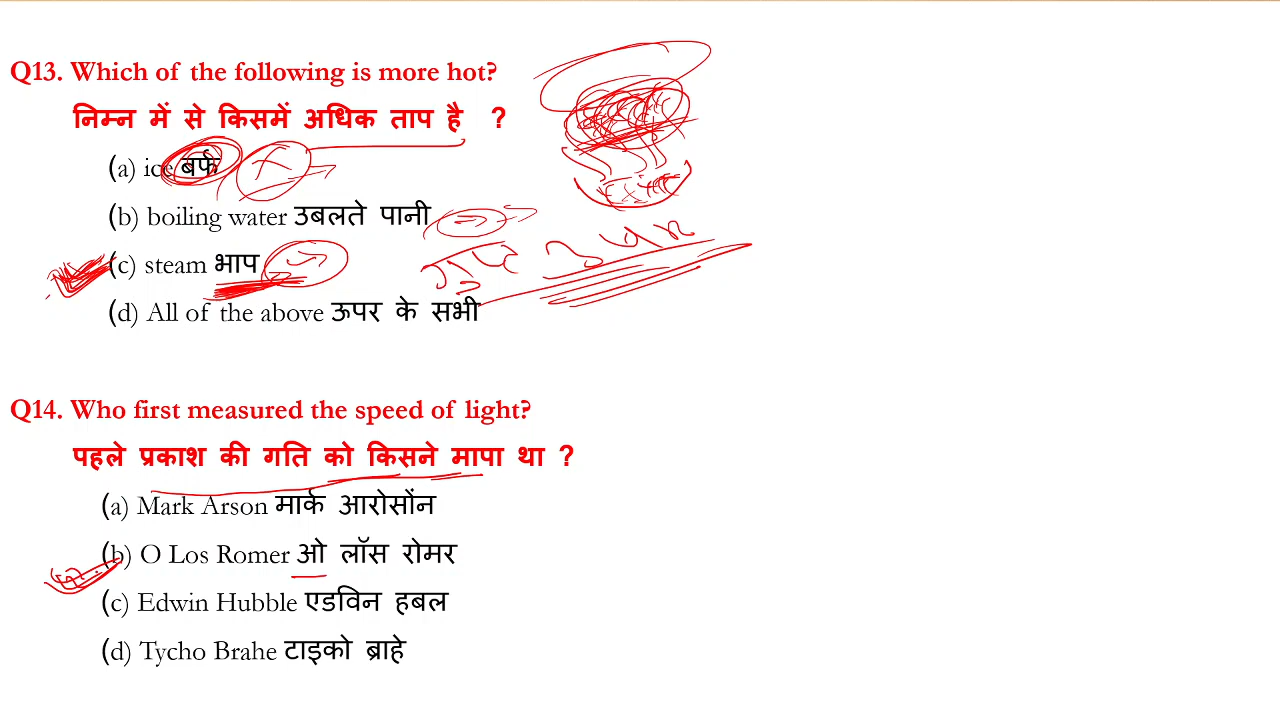 Q13. Which of the following is more hot?
निम्न में से किसमें अधिक ताप है ?
(a) ice बर्फ
(b) boiling water उबलते पानी
(c) steam भाप
(d) All of the above ऊपर के सभी
Q14. Who first measured the speed of light?
पहले प्रकाश की गति को किसने मापा था ?
(a) Mark Arson मार्क आरोसोंन
(b) O Los Romer ओ लॉस रोमर
(c) Edwin Hubble एडविन हबल
(d) Tycho Brahe टाइको ब्राहे